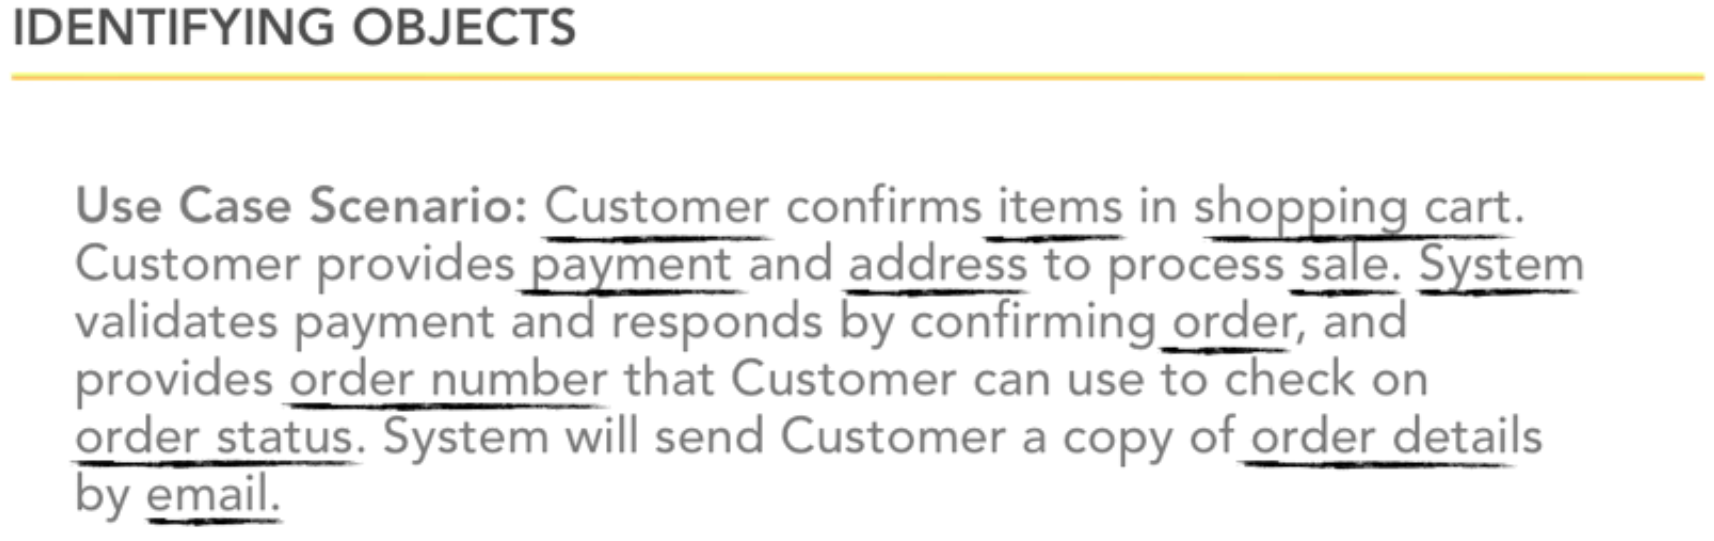 IDENTIFYING OBJECTS
Use Case Scenario: Customer confirms items in shopping cart.
Customer provides payment and address to process sale. System
validates payment and responds by confirming order, and
provides order number that Customer can use to check on
order status. System will send Customer a copy of order details
by email.